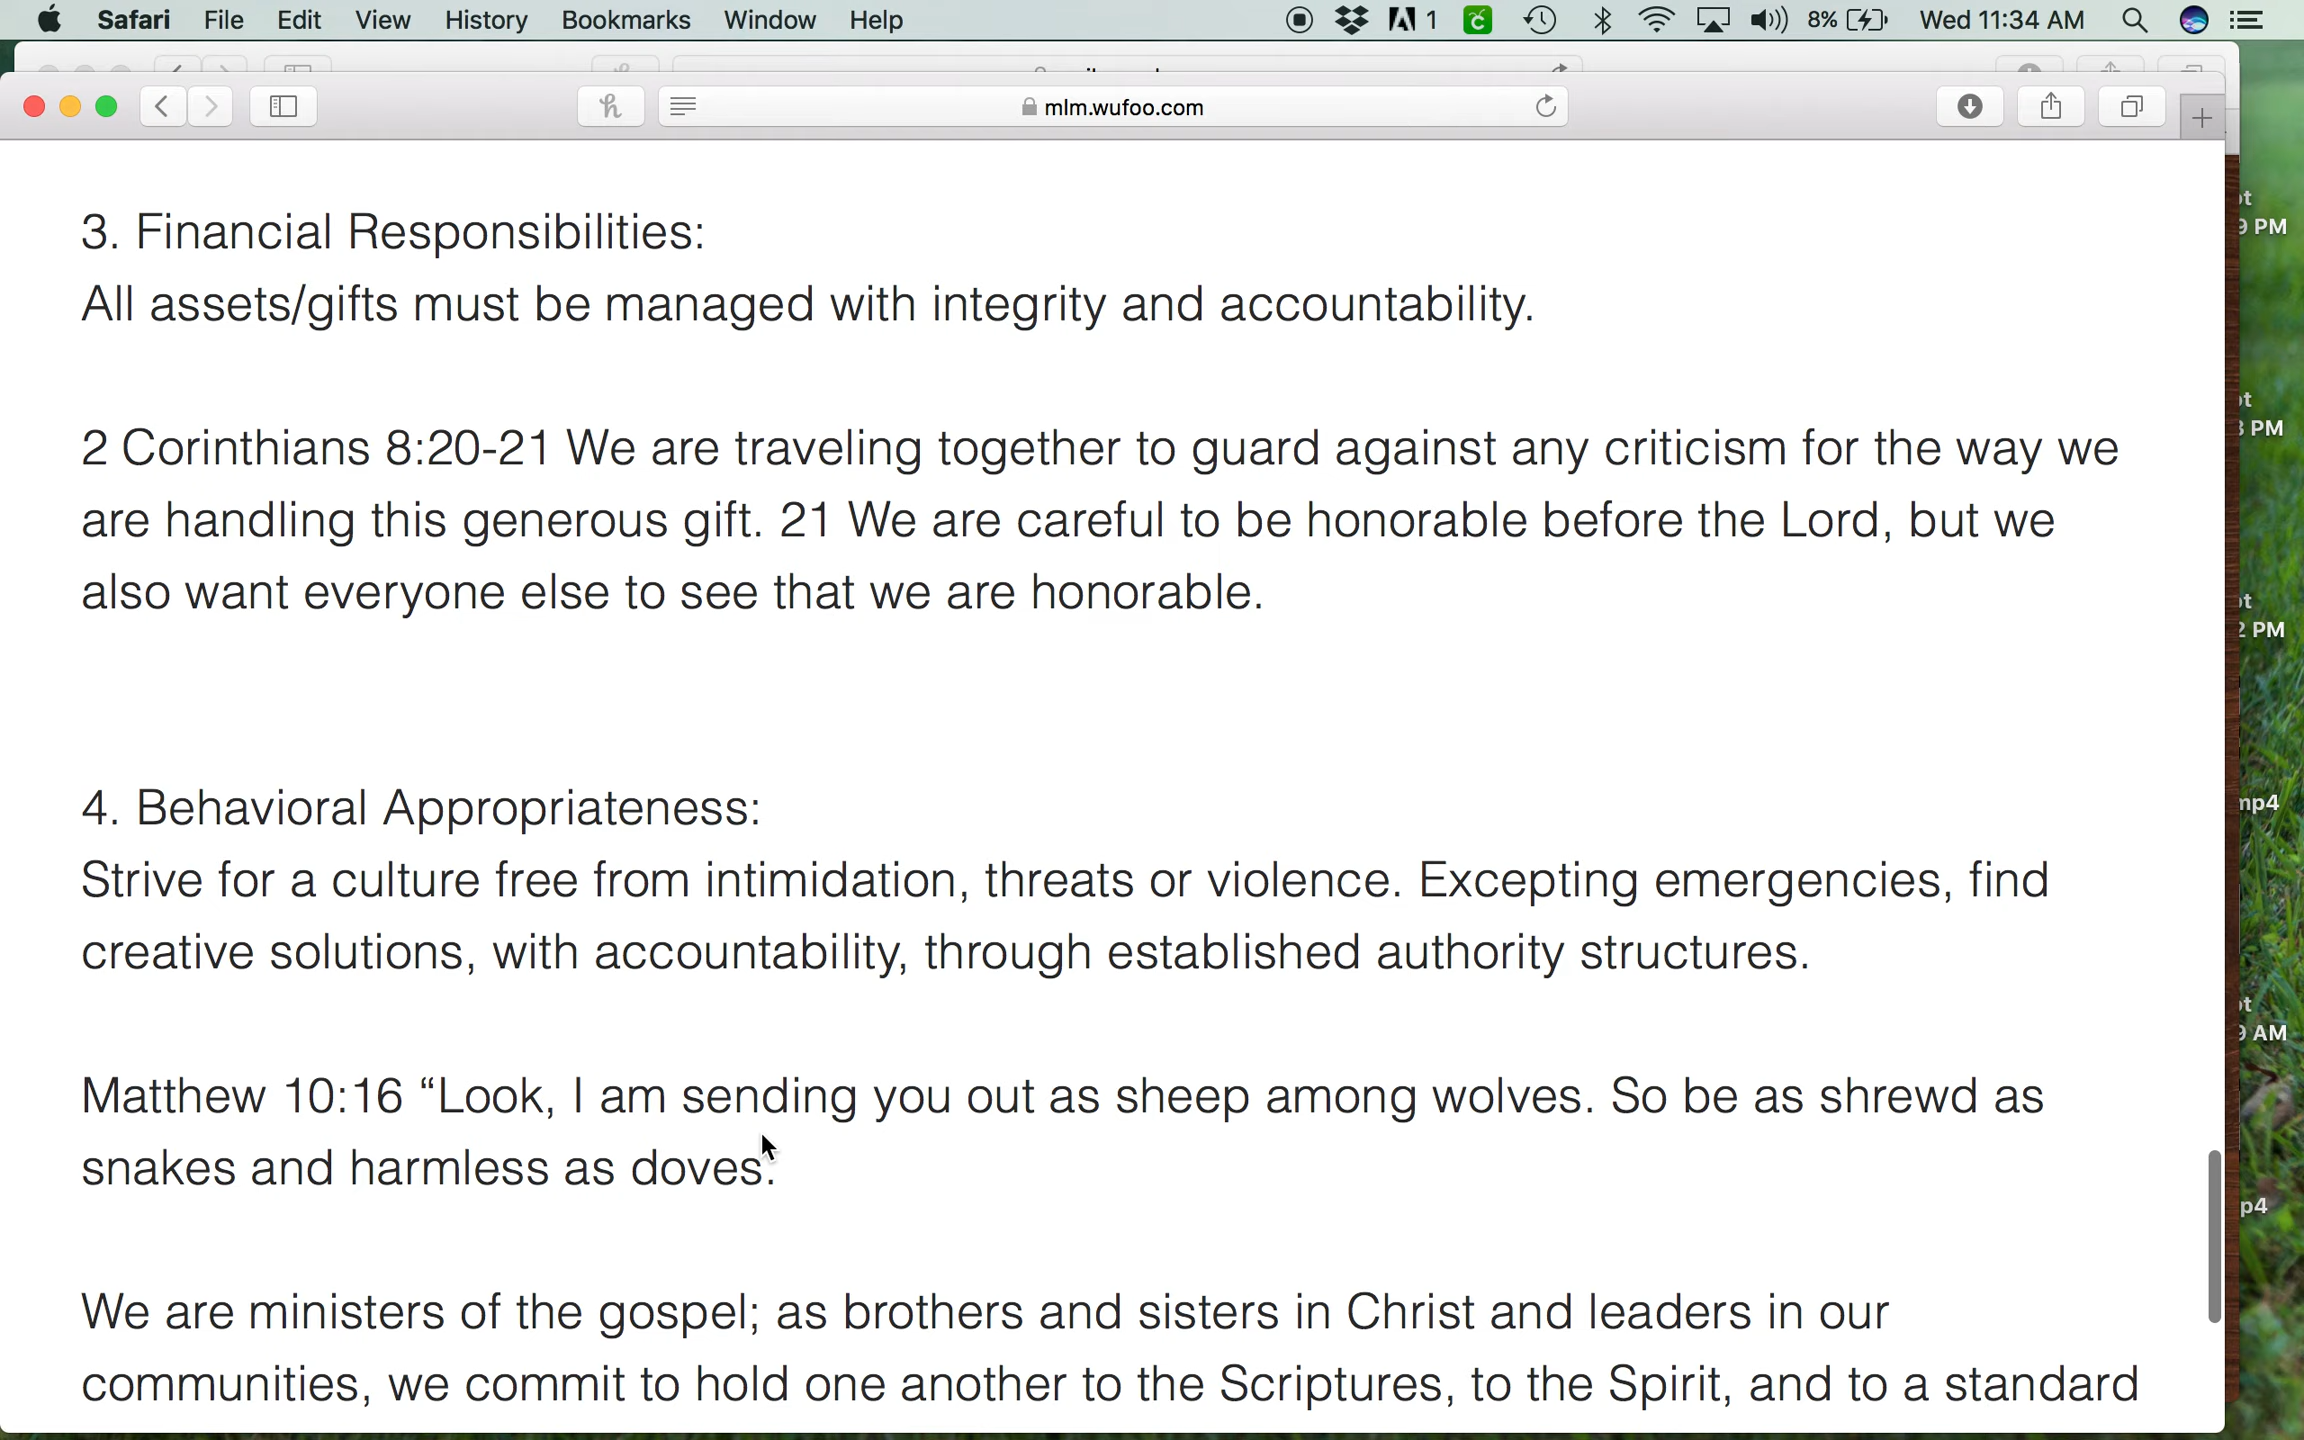 Safari File Edit View History Bookmarks Window Help 1 8% Wed 11:34 AM
mlm.wufoo.com
3. Financial Responsibilities:
All assets/gifts must be managed with integrity and accountability.
2 Corinthians 8:20-21 We are traveling together to guard against any criticism for the way we
are handling this generous gift. 21 We are careful to be honorable before the Lord, but we
also want everyone else to see that we are honorable.
4. Behavioral Appropriateness:
Strive for a culture free from intimidation, threats or violence. Excepting emergencies, find
creative solutions, with accountability, through established authority structures.
Matthew 10:16 “Look, I am sending you out as sheep among wolves. So be as shrewd as
snakes and harmless as doves.
We are ministers of the gospel; as brothers and sisters in Christ and leaders in our
communities, we commit to hold one another to the Scriptures, to the Spirit, and to a standard
PM
PM
PM
mp4
AM
p4